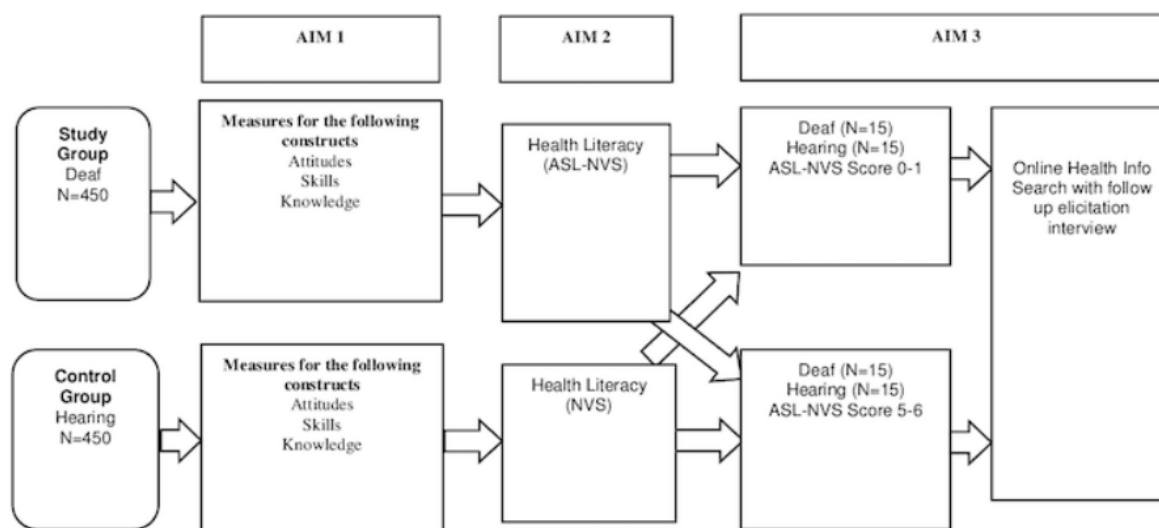 AIM 1
AIM 2
AIM 3
Study
Group
Deaf
N=450
Measures for the following
constructs
Attitudes
Skills
Knowledge
Health Literacy
(ASL-NVS)
Deaf (N=15)
Hearing (N=15)
ASL-NVS Score 0-1
Online Health Info
Search with follow
up elicitation
interview
Control
Group
Hearing
N=450
Measures for the following
constructs
Attitudes
Skills
Knowledge
Health Literacy
(NVS)
Deaf (N=15)
Hearing (N=15)
ASL-NVS Score 5-6